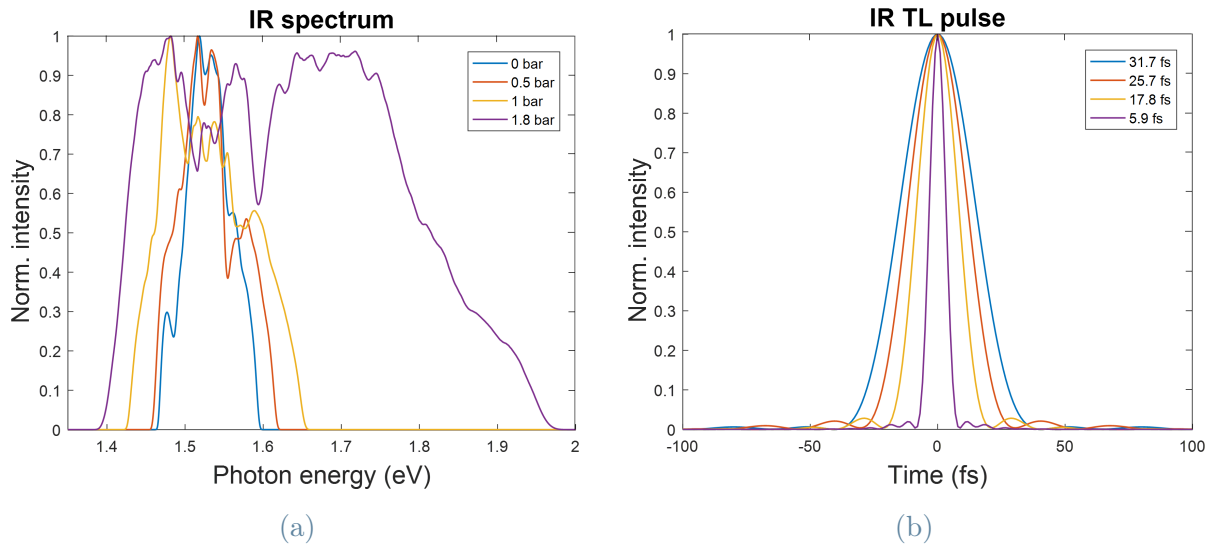 IR spectrum
Norm. intensity
1
0.9
0.8
0.7
0.6
0.5
0.4
0.3
0.2
0.1
0
1.4
1.5
1.6
1.7
1.8
1.9
2
Photon energy (eV)
0 bar
0.5 bar
1 bar
1.8 bar
(a)
IR TL pulse
Norm. intensity
1
0.9
0.8
0.7
0.6
0.5
0.4
0.3
0.2
0.1
0
-100
-50
0
50
100
Time (fs)
31.7 fs
25.7 fs
17.8 fs
5.9 fs
(b)